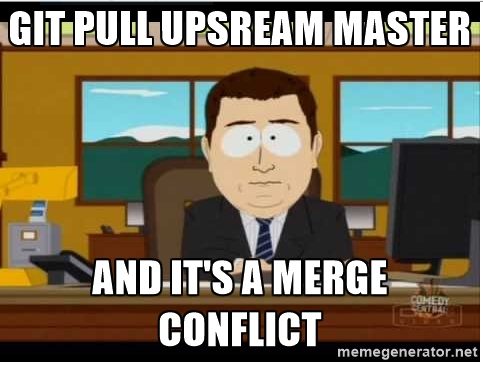 GIT PULL UPSREAM MASTER
AND IT'S A MERGE
CONFLICT
COMEDY
CENTRAL
memegenerator.net